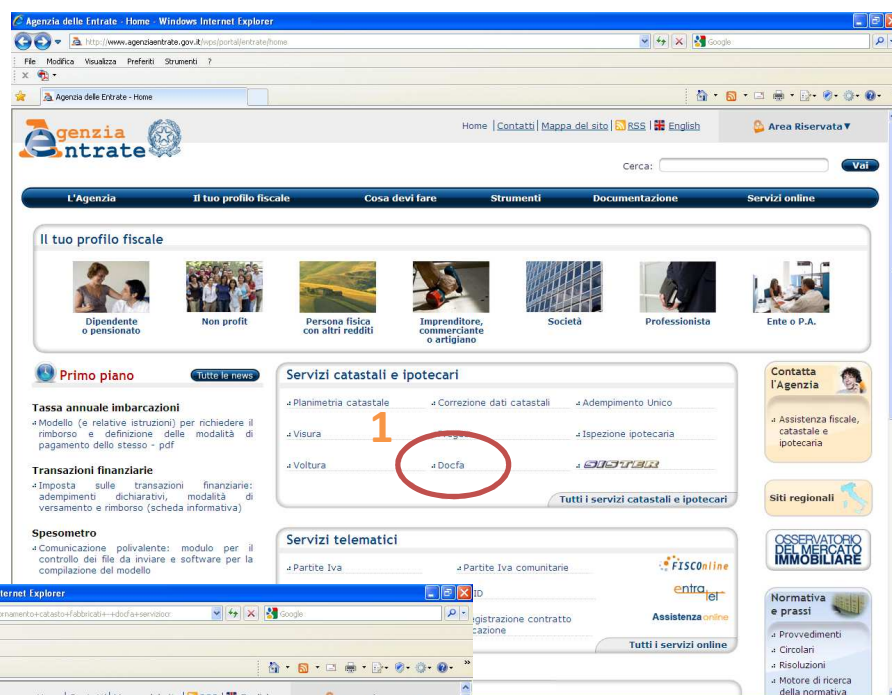 Agenzia delle Entrate - Home - Windows Internet Explorer
http://www.agenziaentrate.gov.it/wps/portal/entrate/home
Google
File Modifica Visualizza Preferiti Strumenti ?
Agenzia delle Entrate - Home
Agenzia
Entrate
Home | Contatti | Mappa del sito | RSS | English
Area Riservata
Cerca:
Vai
L'Agenzia
Il tuo profilo fiscale
Cosa devi fare
Strumenti
Documentazione
Servizi online
Il tuo profilo fiscale
Dipendente
o pensionato
Non profit
Persona fisica
con altri redditi
Imprenditore,
commerciante
o artigiano
Società
Professionista
Ente o P.A.
Primo piano
Tutte le news
Tassa annuale imbarcazioni
Modello (e relative istruzioni) per richiedere il
rimborso e definizione delle modalità di
pagamento dello stesso - pdf
Transazioni finanziarie
Imposta sulle transazioni finanziarie:
adempimenti dichiarativi, modalità di
versamento e rimborso (scheda informativa)
Spesometro
Comunicazione polivalente: modulo per il
controllo dei file da inviare e software per la
compilazione del modello
Servizi catastali e ipotecari
Planimetria catastale
Correzione dati catastali
Adempimento Unico
1
Visura
Ispezione ipotecaria
Voltura
Docfa
SISTER
Tutti i servizi catastali e ipotecari
Servizi telematici
Partite Iva
Partite Iva comunitarie
FISCOnline
entratel
egistrazione contratto
cazione
Assistenza online
Tutti i servizi online
Contatta
l'Agenzia
Assistenza fiscale,
catastale e
ipotecaria
Siti regionali
OSSERVATORIO
DEL MERCATO
IMMOBILIARE
Normativa
e prassi
Provvedimenti
Circolari
Risoluzioni
Motore di ricerca
della normativa
ternet Explorer
Google